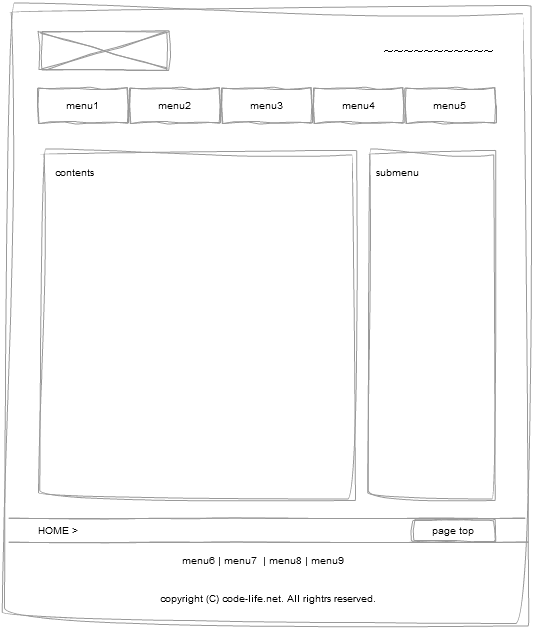 menu1 menu2 menu3 menu4 menu5
contents
submenu
HOME > page top
menu6 | menu7 | menu8 | menu9
copyright (C) code-life.net. All rightrs reserved.